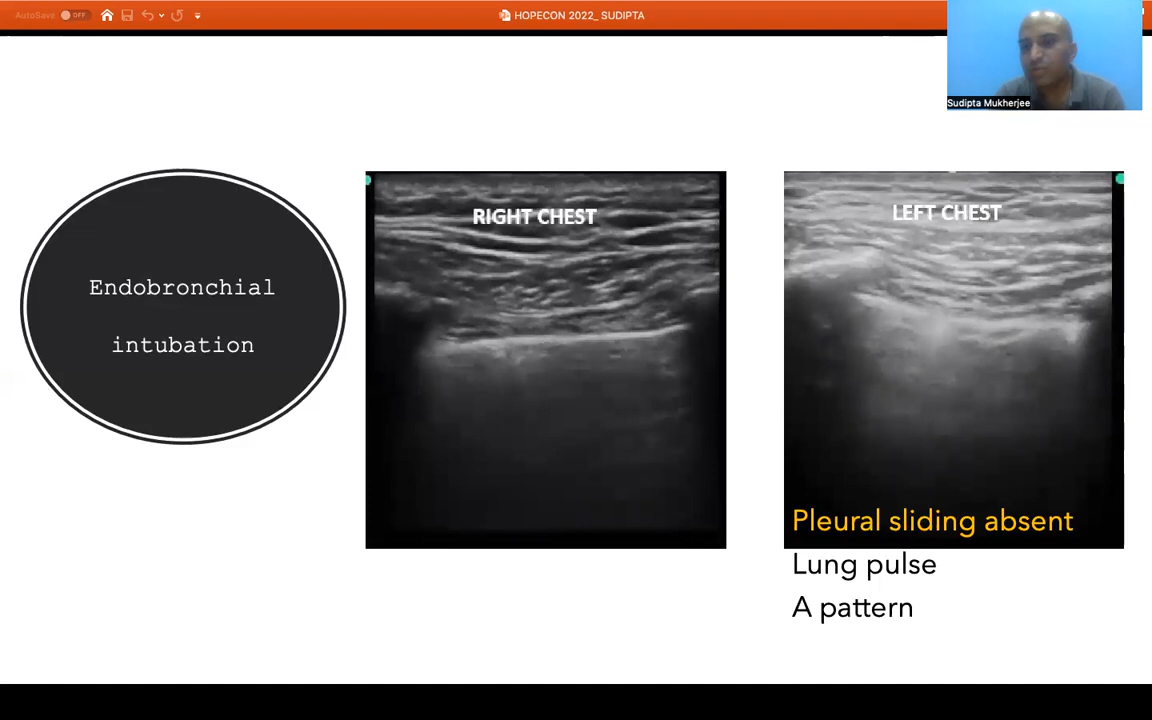 AutoSave OFF
HOPECON 2022_ SUDIPTA
Sudipta Mukherjee
Endobronchial
intubation
RIGHT CHEST
LEFT CHEST
Pleural sliding absent
Lung pulse
A pattern